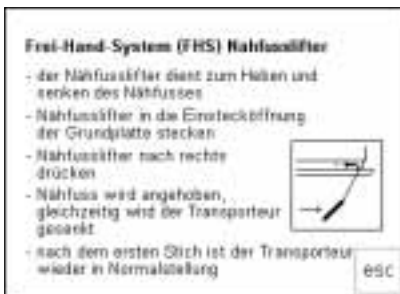 Frei-Hand-System (FHS) Nähfusslifter
- der Nähfusslifter dient zum Heben und
senken des Nähfusses
- Nähfusslifter in die Einstecköffnung
der Grundplatte stecken
- Nähfusslifter nach rechts
drücken
- Nähfuss wird angehoben,
gleichzeitig wird der Transporteur
gesenkt
- nach dem ersten Stich ist der Transporteur
wieder in Normalstellung
esc